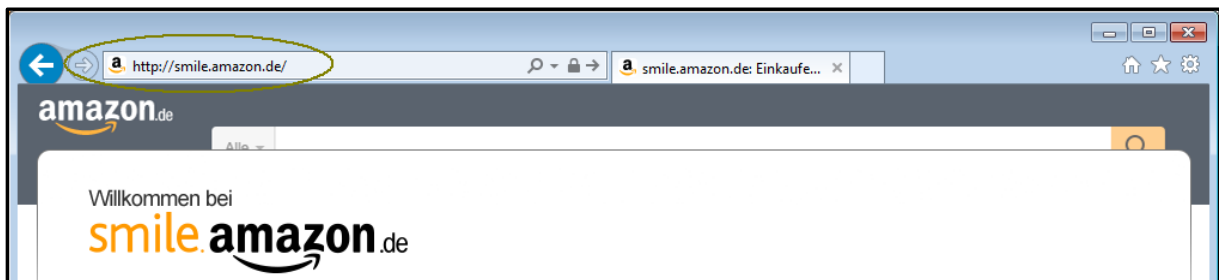 http://smile.amazon.de/
smile.amazon.de: Einkaufe...
amazon.de
Alle
Willkommen bei
smile.amazon.de